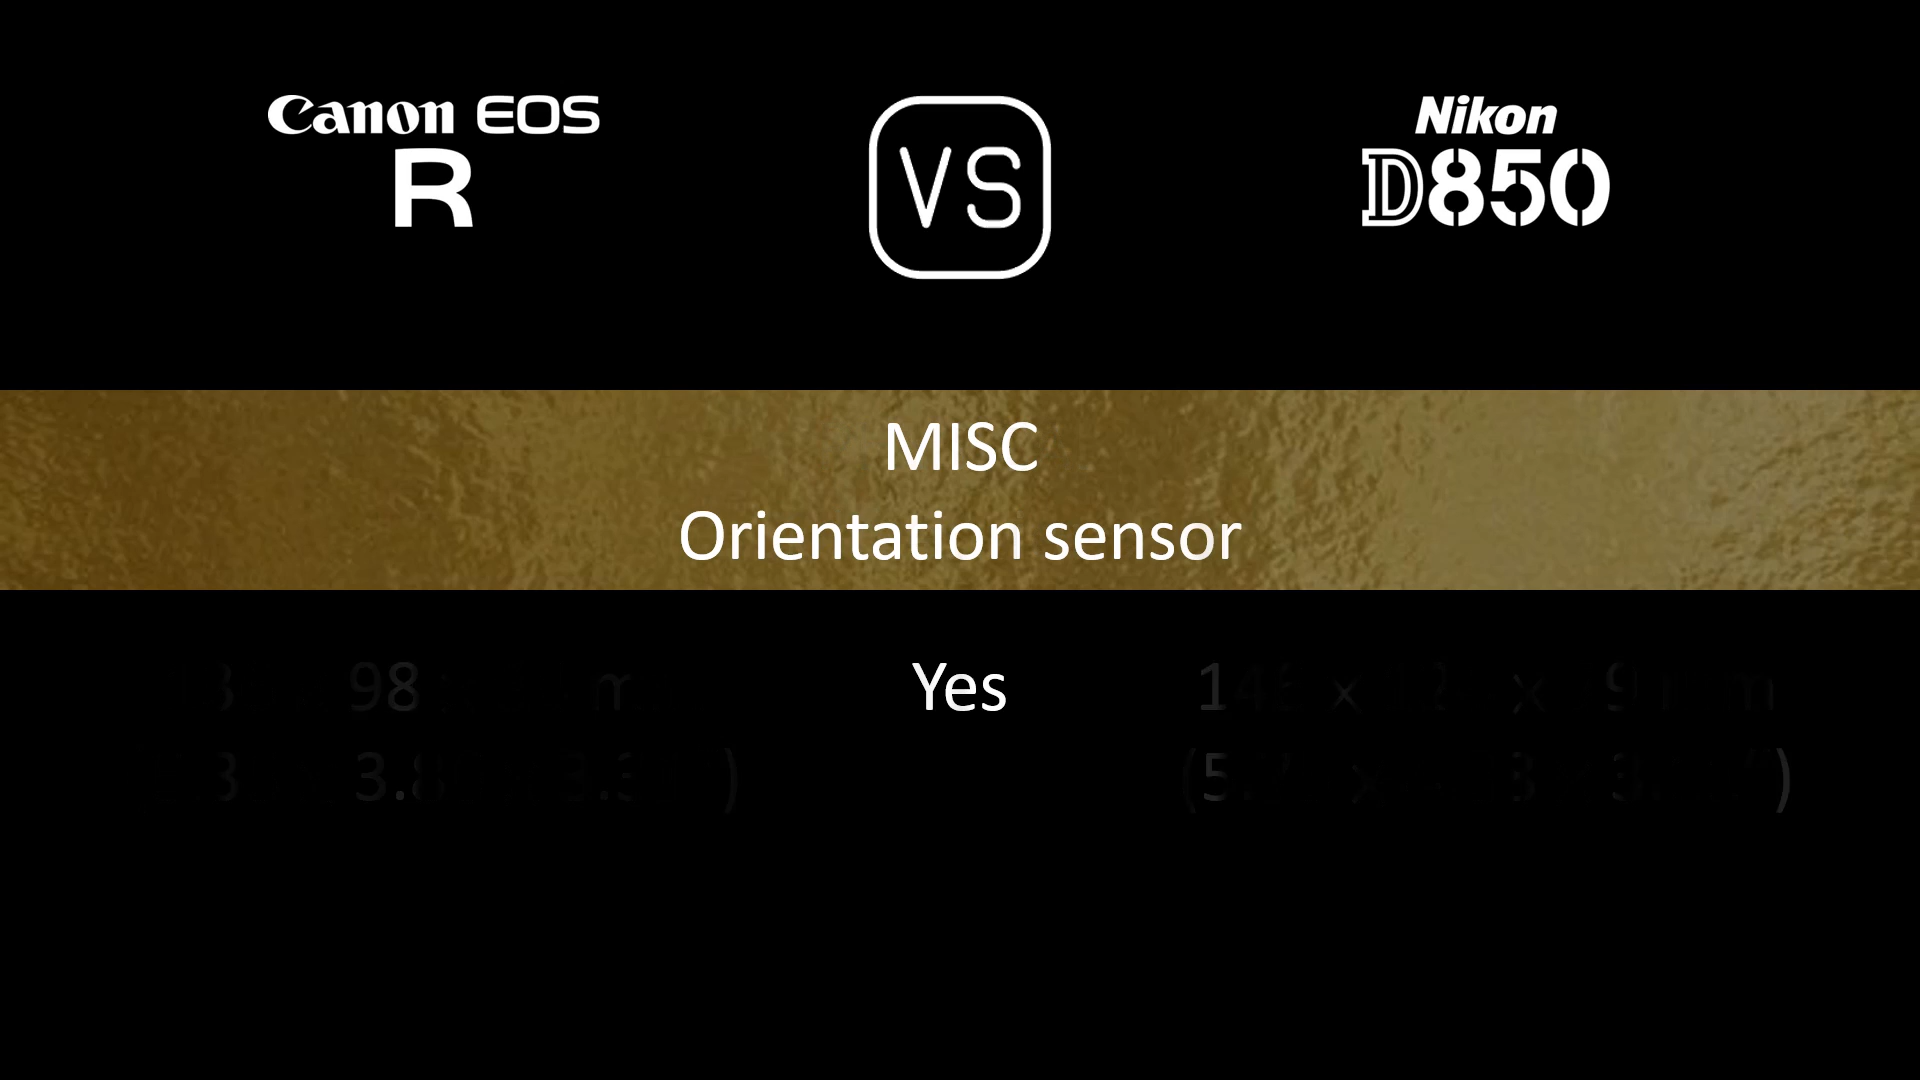 Canon EOS
R
VS
Nikon
D850
MISC
Orientation sensor
Yes